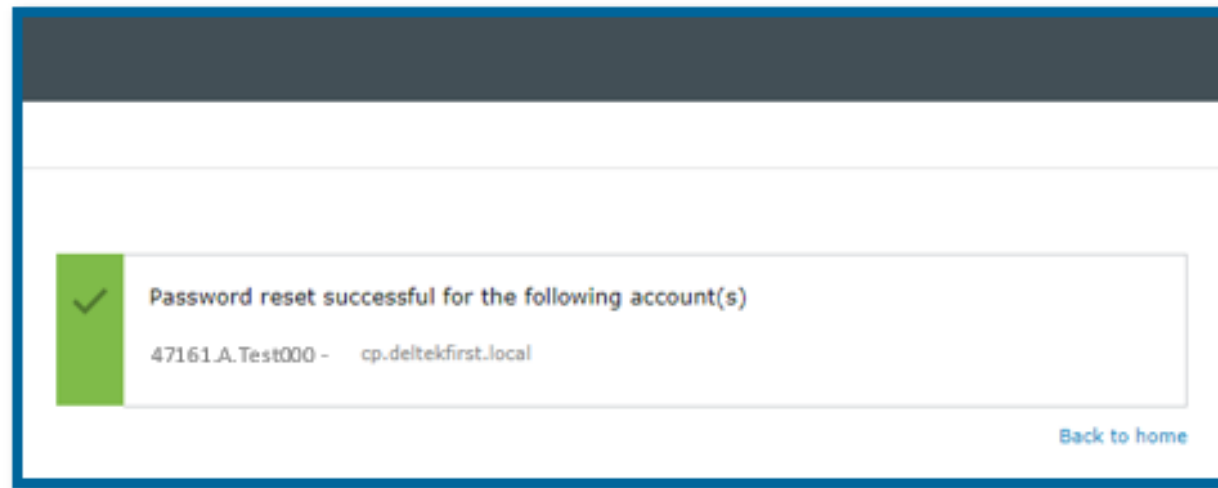 Password reset successful for the following account(s)
47161.A.Test000 - cp.deltekfirst.local
Back to home